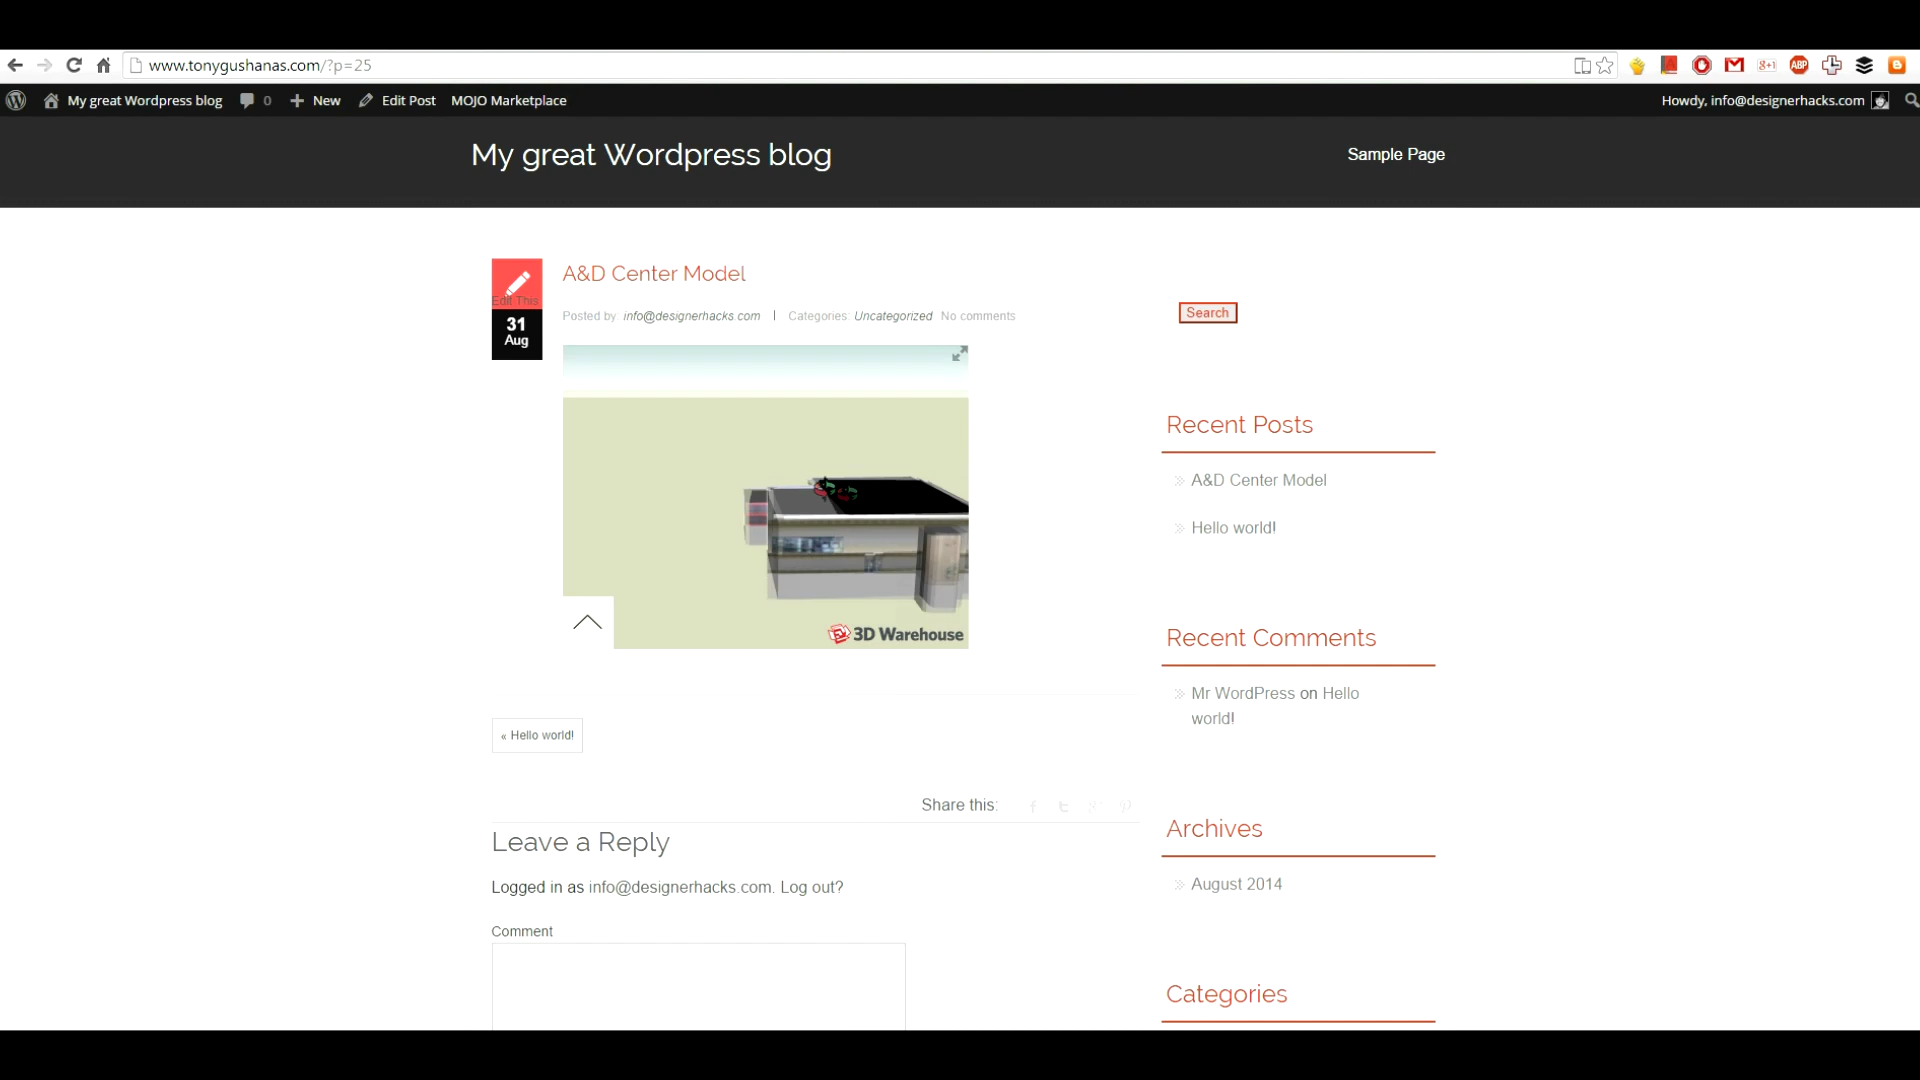 www.tonygushanas.com/?p=25
My great Wordpress blog 0 New Edit Post MOJO Marketplace Howdy, info@designerhacks.com
My great Wordpress blog
Sample Page
Edit This
31
Aug
A&D Center Model
Posted by: info@designerhacks.com | Categories: Uncategorized No comments
3D Warehouse
« Hello world!
Share this:
Leave a Reply
Logged in as info@designerhacks.com. Log out?
Comment
Search
Recent Posts
A&D Center Model
Hello world!
Recent Comments
Mr WordPress on Hello
world!
Archives
August 2014
Categories
g+1
ABP